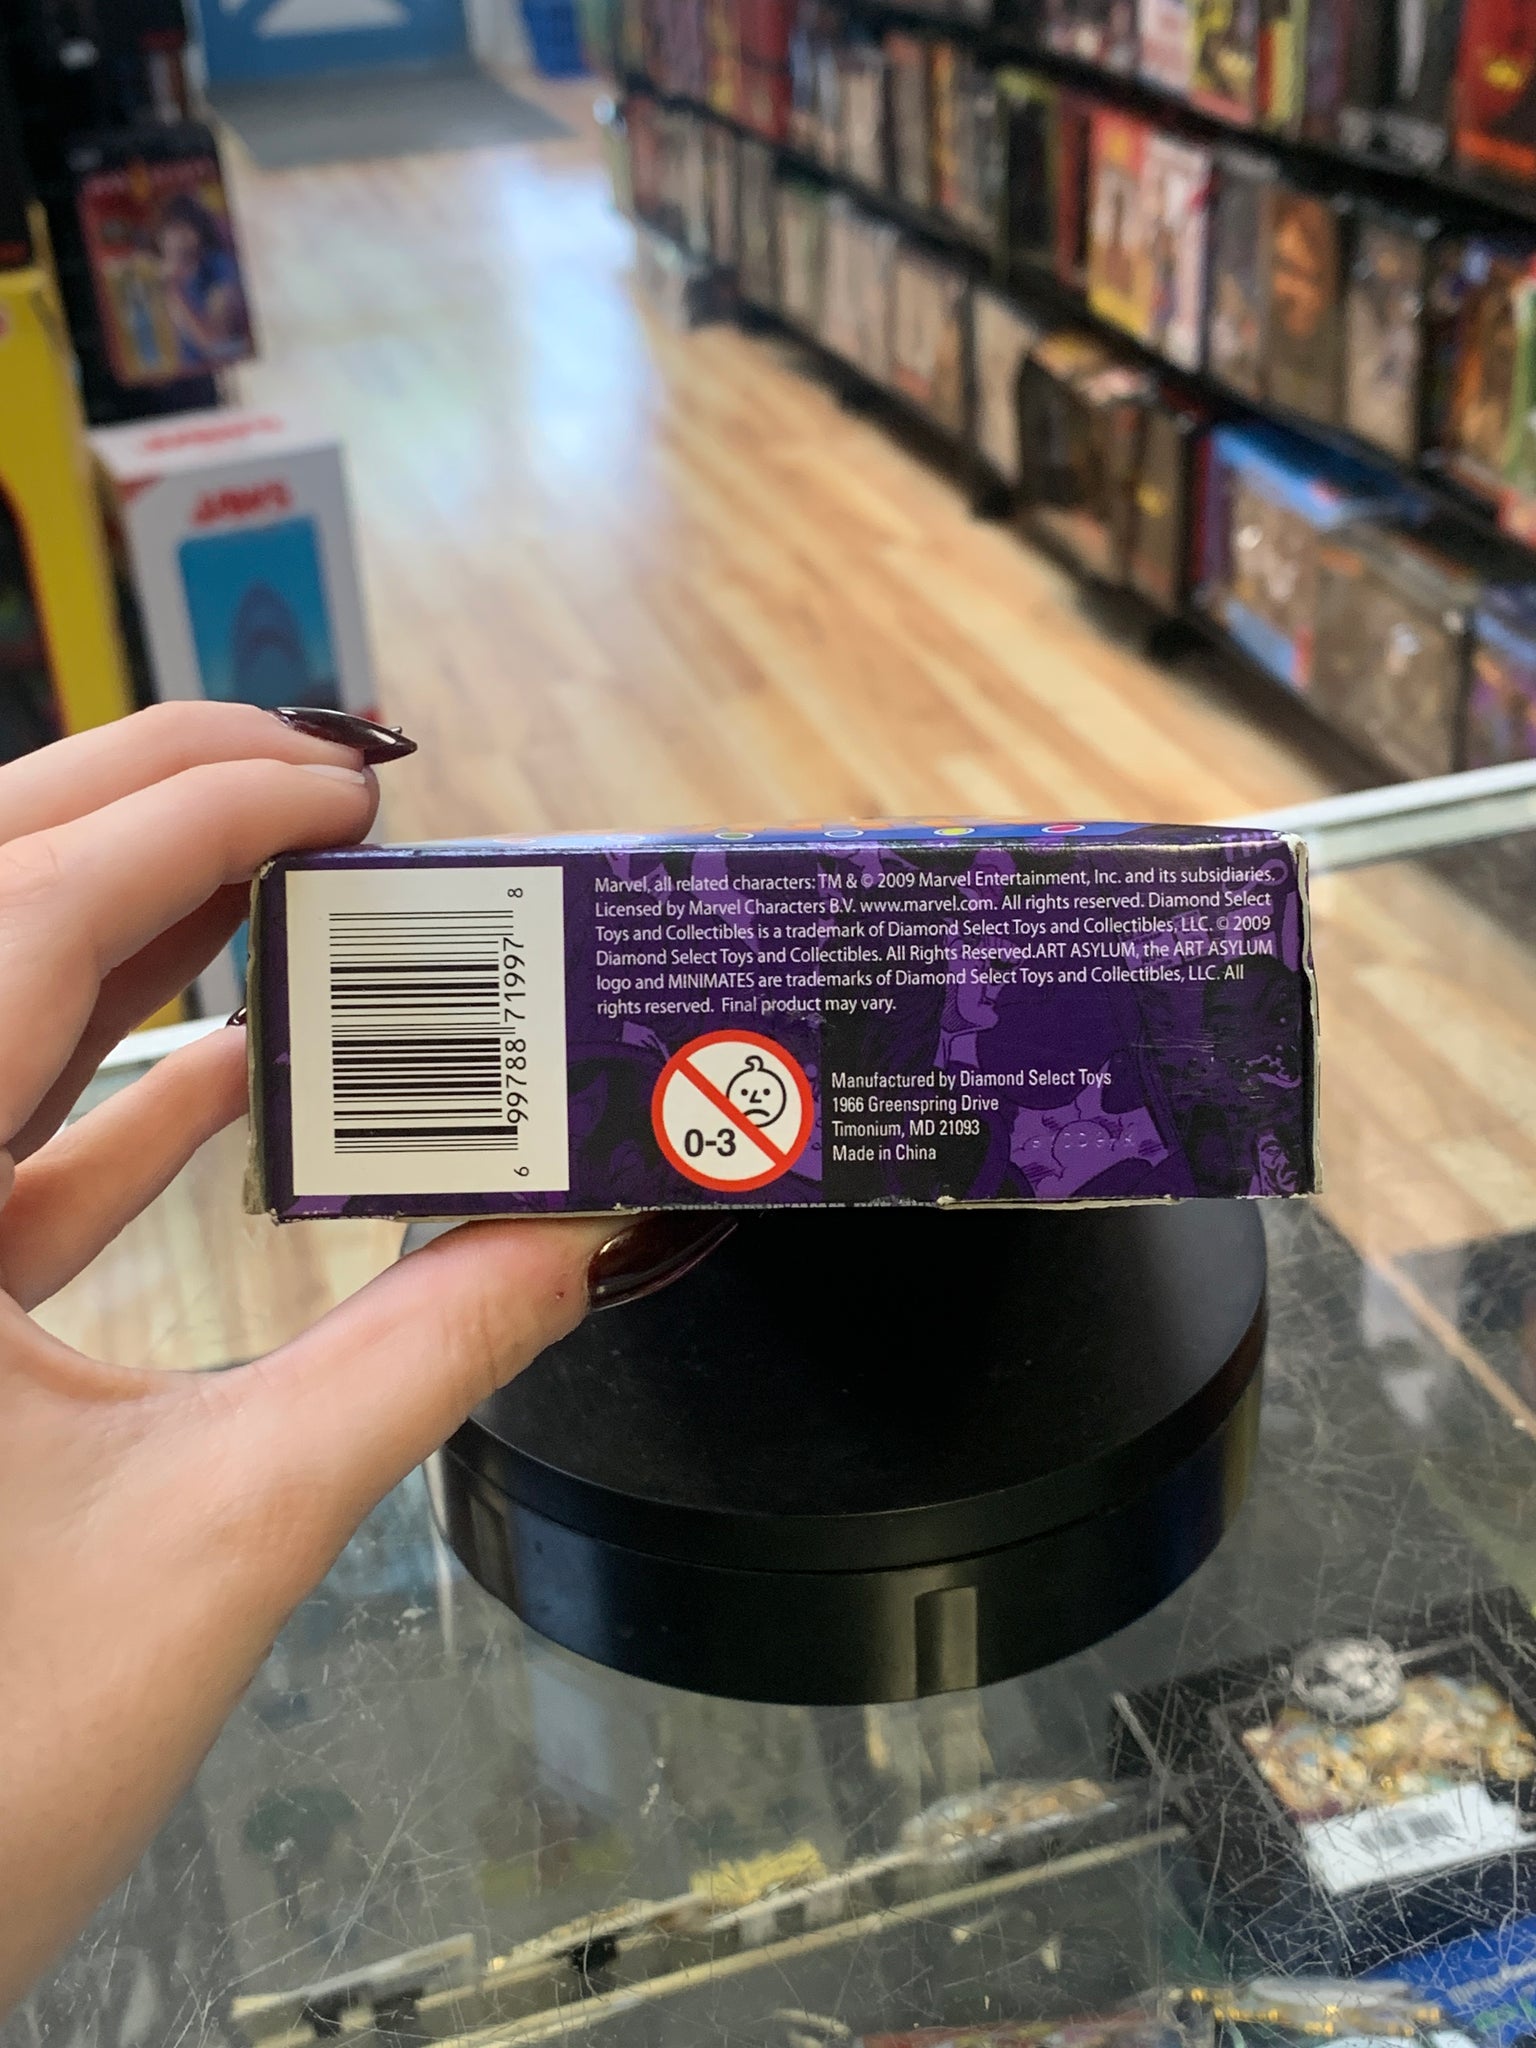 JAWS
Marvel, all related characters: TM & © 2009 Marvel Entertainment, Inc. and its subsidiaries.
Licensed by Marvel Characters B.V. www.marvel.com. All rights reserved. Diamond Select
Toys and Collectibles is a trademark of Diamond Select Toys and Collectibles, LLC. © 2009
Diamond Select Toys and Collectibles. All Rights Reserved.ART ASYLUM, the ART ASYLUM
logo and MINIMATES are trademarks of Diamond Select Toys and Collectibles, LLC. All
rights reserved. Final product may vary.
6 99788 71997 8
0-3
Manufactured by Diamond Select Toys
1966 Greenspring Drive
Timonium, MD 21093
Made in China